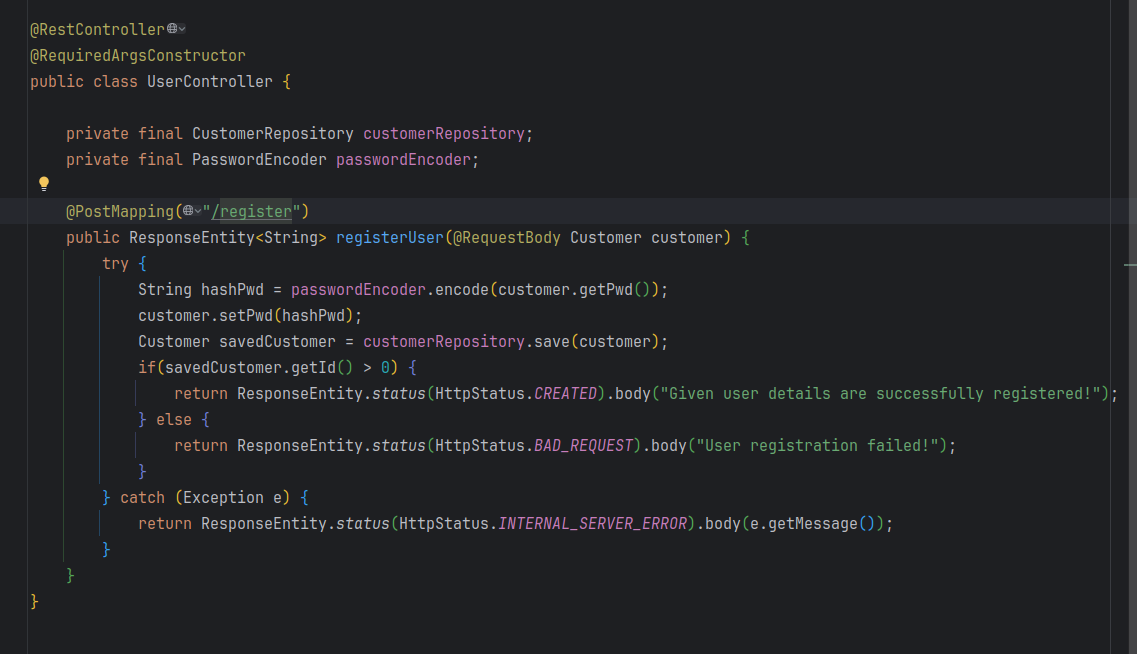 @RestController
@RequiredArgsConstructor
public class UserController {
    private final CustomerRepository customerRepository;
    private final PasswordEncoder passwordEncoder;
    @PostMapping("/register")
    public ResponseEntity<String> registerUser(@RequestBody Customer customer) {
        try {
            String hashPwd = passwordEncoder.encode(customer.getPwd());
            customer.setPwd(hashPwd);
            Customer savedCustomer = customerRepository.save(customer);
            if(savedCustomer.getId() > 0) {
                return ResponseEntity.status(HttpStatus.CREATED).body("Given user details are successfully registered!");
            } else {
                return ResponseEntity.status(HttpStatus.BAD_REQUEST).body("User registration failed!");
            }
        } catch (Exception e) {
            return ResponseEntity.status(HttpStatus.INTERNAL_SERVER_ERROR).body(e.getMessage());
        }
    }
}